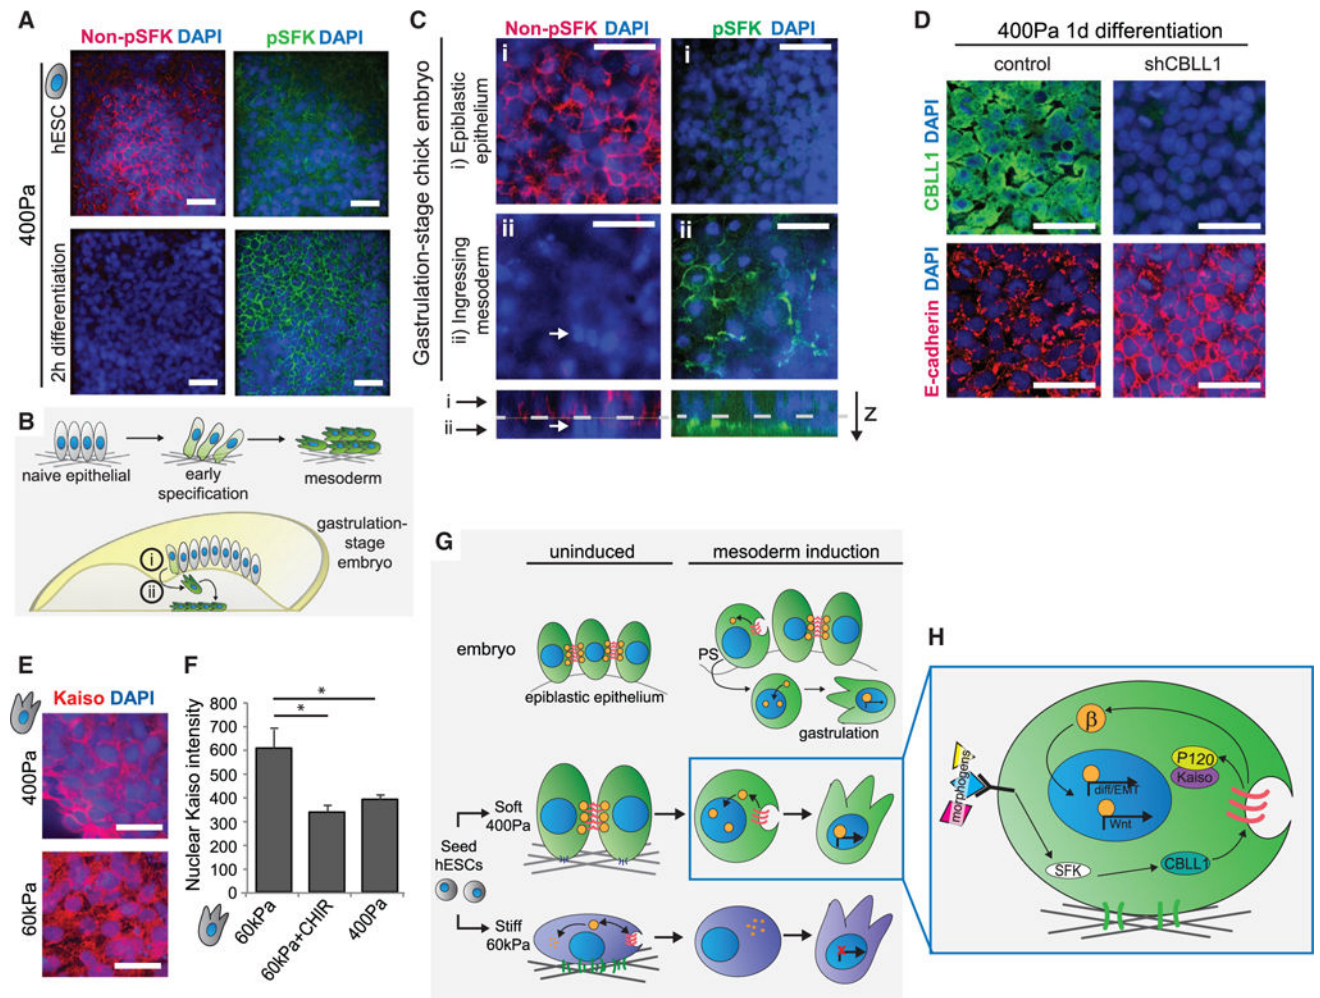 A
Non-pSFK DAPI
pSFK DAPI
400Pa
hESC
2h differentiation
B
naive epithelial
early
specification
mesoderm
gastrulation-
stage
embryo
i
ii
C
Non-pSFK DAPI
pSFK DAPI
Gastrulation-stage chick embryo
i) Epiblastic
epithelium
ii) Ingressing
mesoderm
i
i
ii
ii
i
ii
Z
D
400Pa 1d differentiation
control
shCBLL1
CBLL1 DAPI
E-cadherin DAPI
E
Kaiso DAPI
400Pa
60kPa
F
Nuclear Kaiso intensity
800
700
600
500
400
300
200
100
0
*
*
60kPa
60kPa+CHIR
400Pa
G
uninduced
mesoderm induction
embryo
epiblastic epithelium
PS
gastrulation
Seed
hESCs
Soft
400Pa
Stiff
60kPa
H
morphogens
β
P120
Kaiso
diff/EMT
Wnt
SFK
CBLL1